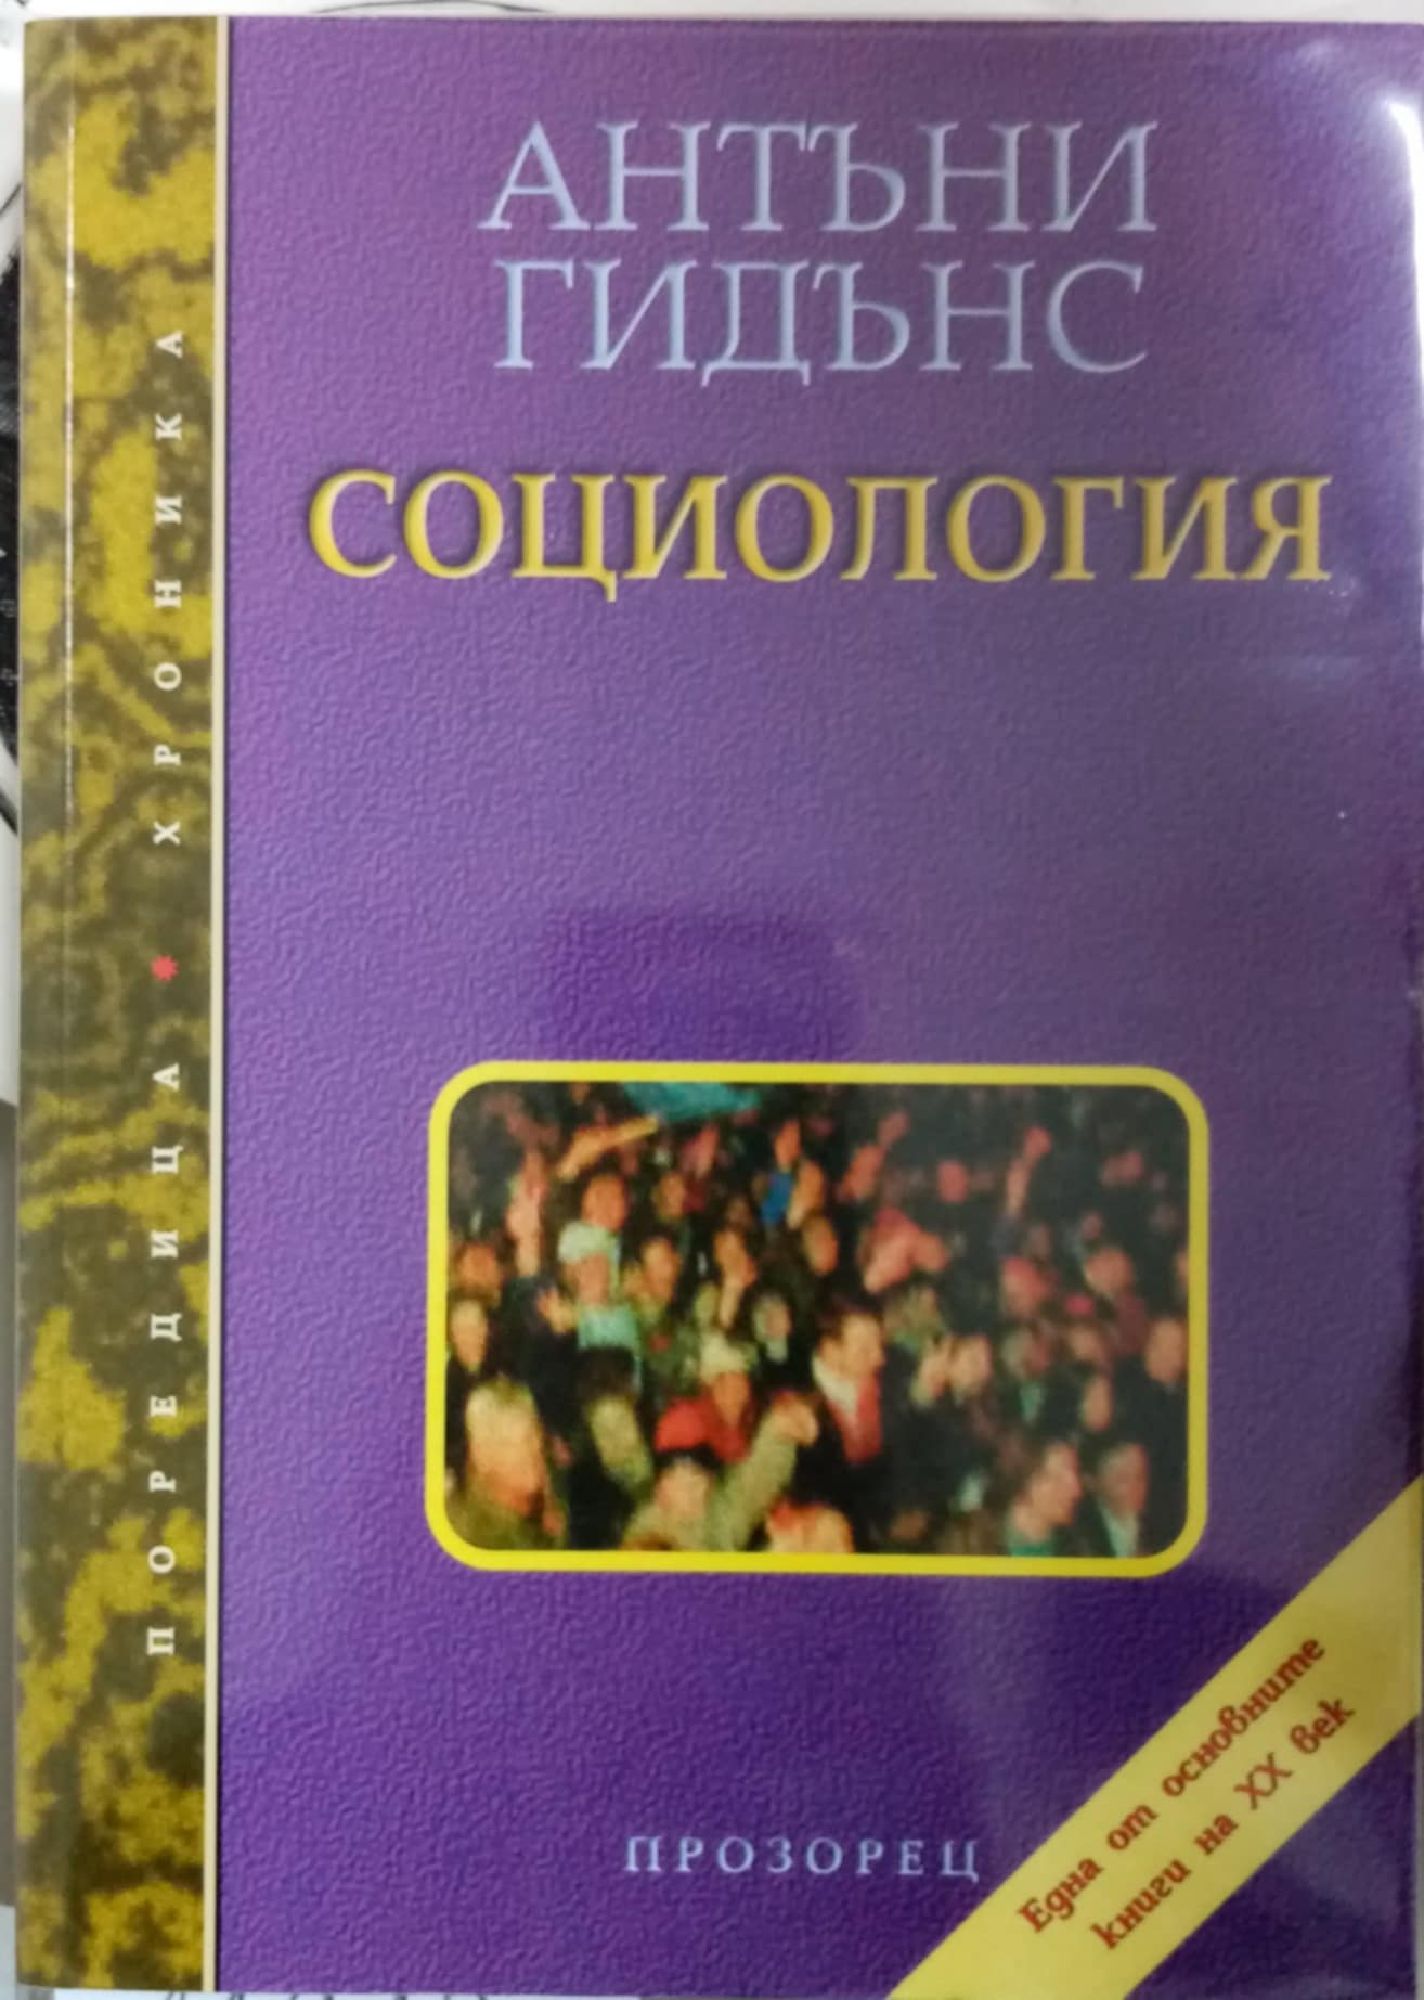 АНТЪНИ
ГИДЪНС
СОЦИОЛОГИЯ
ПОРЕДИЦА * ХРОНИКА
ПРОЗОРЕЦ
Една от основните
книги на XX век